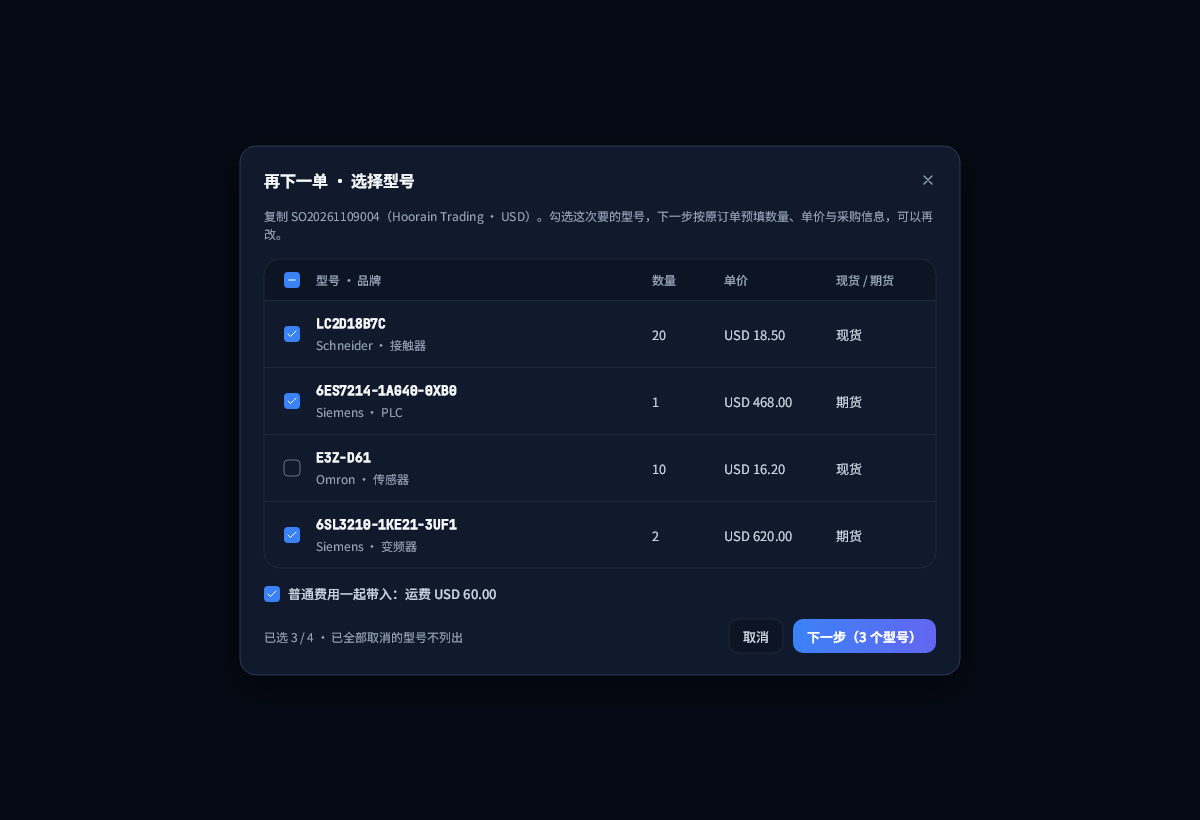 再下一单 · 选择型号
复制 SO20261109004（Hoorain Trading · USD）。勾选这次要的型号，下一步按原订单预填数量、单价与采购信息，可以再
改。
型号 · 品牌 数量 单价 现货 / 期货
LC2D18B7C
Schneider · 接触器 20 USD 18.50 现货
6ES7214-1AG40-0XB0
Siemens · PLC 1 USD 468.00 期货
E3Z-D61
Omron · 传感器 10 USD 16.20 现货
6SL3210-1KE21-3UF1
Siemens · 变频器 2 USD 620.00 期货
普通费用一起带入：运费 USD 60.00
已选 3 / 4 · 已全部取消的型号不列出 取消 下一步（3 个型号）